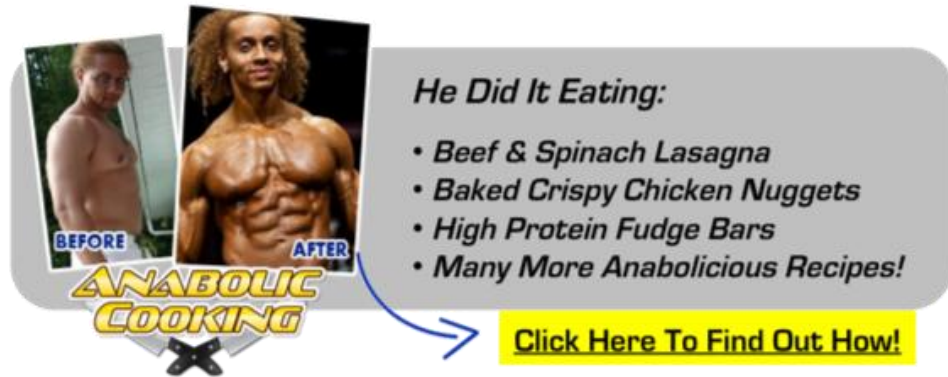 BEFORE
AFTER
ANABOLIC
COOKING
He Did It Eating:
• Beef & Spinach Lasagna
• Baked Crispy Chicken Nuggets
• High Protein Fudge Bars
• Many More Anabolicious Recipes!
Click Here To Find Out How!